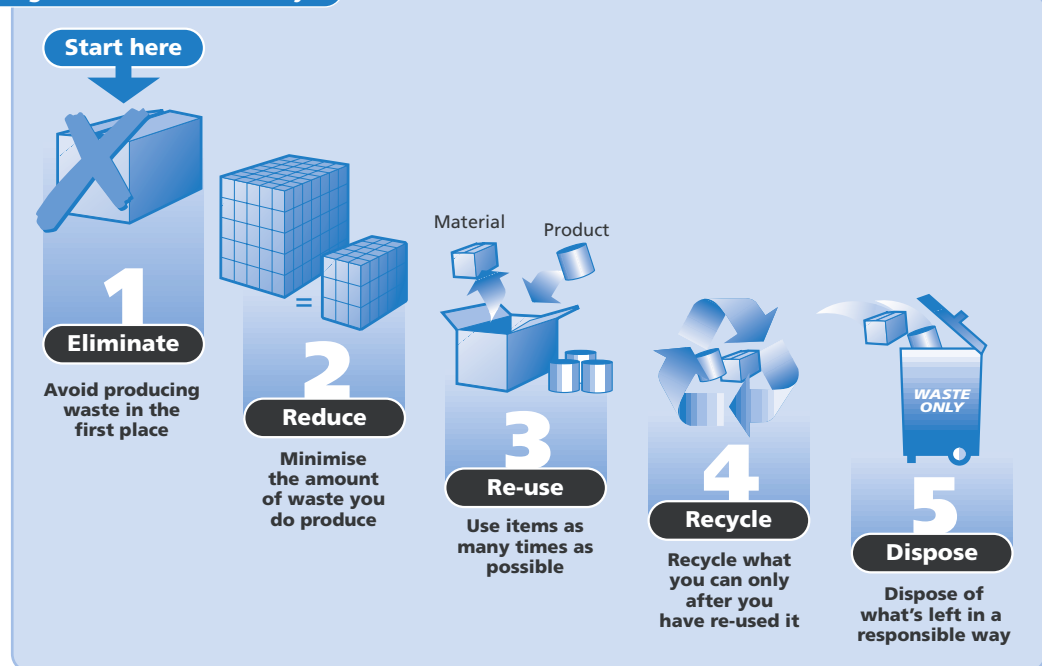 Start here
1
Eliminate
Avoid producing
waste in the
first place
=
2
Reduce
Minimise
the amount
of waste you
do produce
Material
Product
3
Re-use
Use items as
many times as
possible
4
Recycle
Recycle what
you can only
after you
have re-used it
WASTE
ONLY
5
Dispose
Dispose of
what's left in a
responsible way